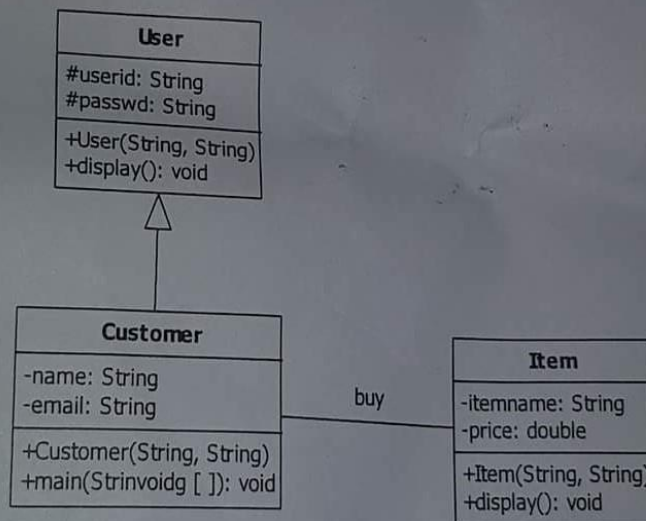 User
#userid: String
#passwd: String
+User(String, String)
+display(): void
Customer
-name: String
-email: String
+Customer(String, String)
+main(Strinvoidg [ ]): void
buy
Item
-itemname: String
-price: double
+Item(String, String)
+display(): void